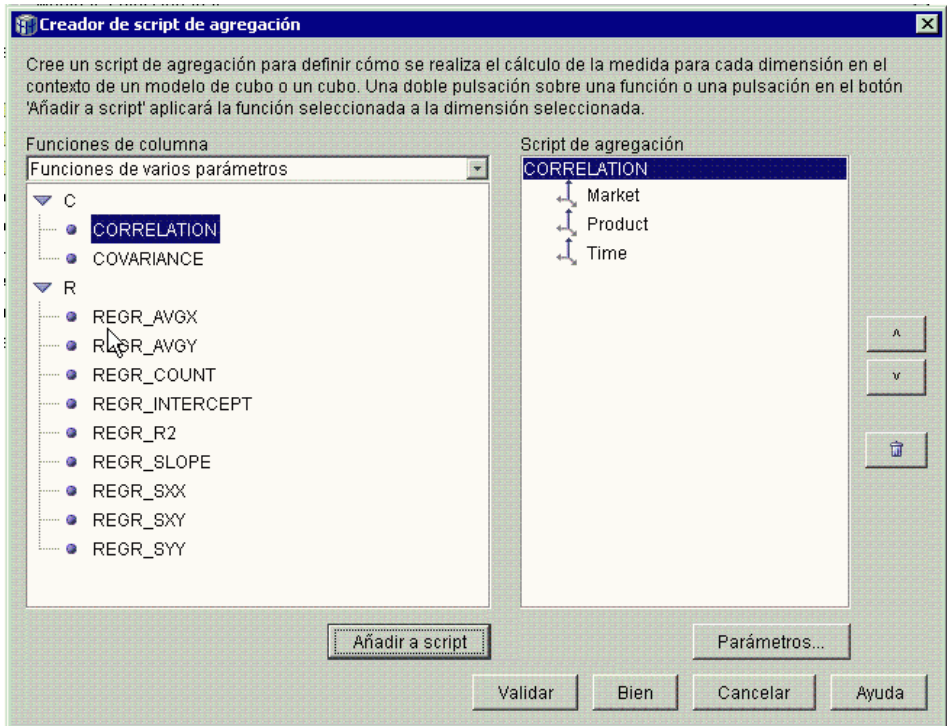 Creador de script de agregación
Cree un script de agregación para definir cómo se realiza el cálculo de la medida para cada dimensión en el
contexto de un modelo de cubo o un cubo. Una doble pulsación sobre una función o una pulsación en el botón
'Añadir a script' aplicará la función seleccionada a la dimensión seleccionada.
Funciones de columna
Funciones de varios parámetros
C
CORRELATION
COVARIANCE
R
REGR_AVGX
REGR_AVGY
REGR_COUNT
REGR_INTERCEPT
REGR_R2
REGR_SLOPE
REGR_SXX
REGR_SXY
REGR_SYY
Añadir a script
Script de agregación
CORRELATION
Market
Product
Time
Parámetros...
Validar
Bien
Cancelar
Ayuda